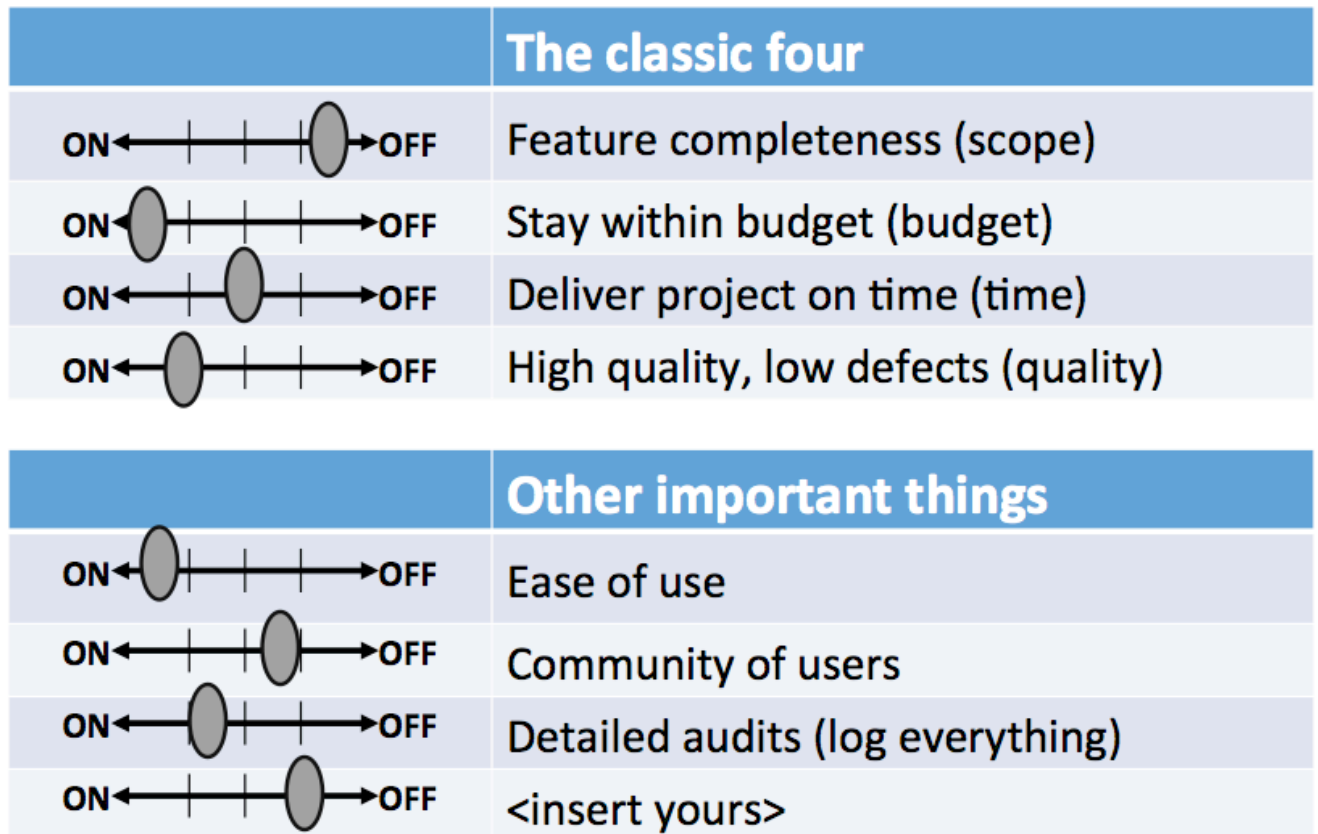 The classic four
ON OFF Feature completeness (scope)
ON OFF Stay within budget (budget)
ON OFF Deliver project on time (time)
ON OFF High quality, low defects (quality)
Other important things
ON OFF Ease of use
ON OFF Community of users
ON OFF Detailed audits (log everything)
ON OFF <insert yours>